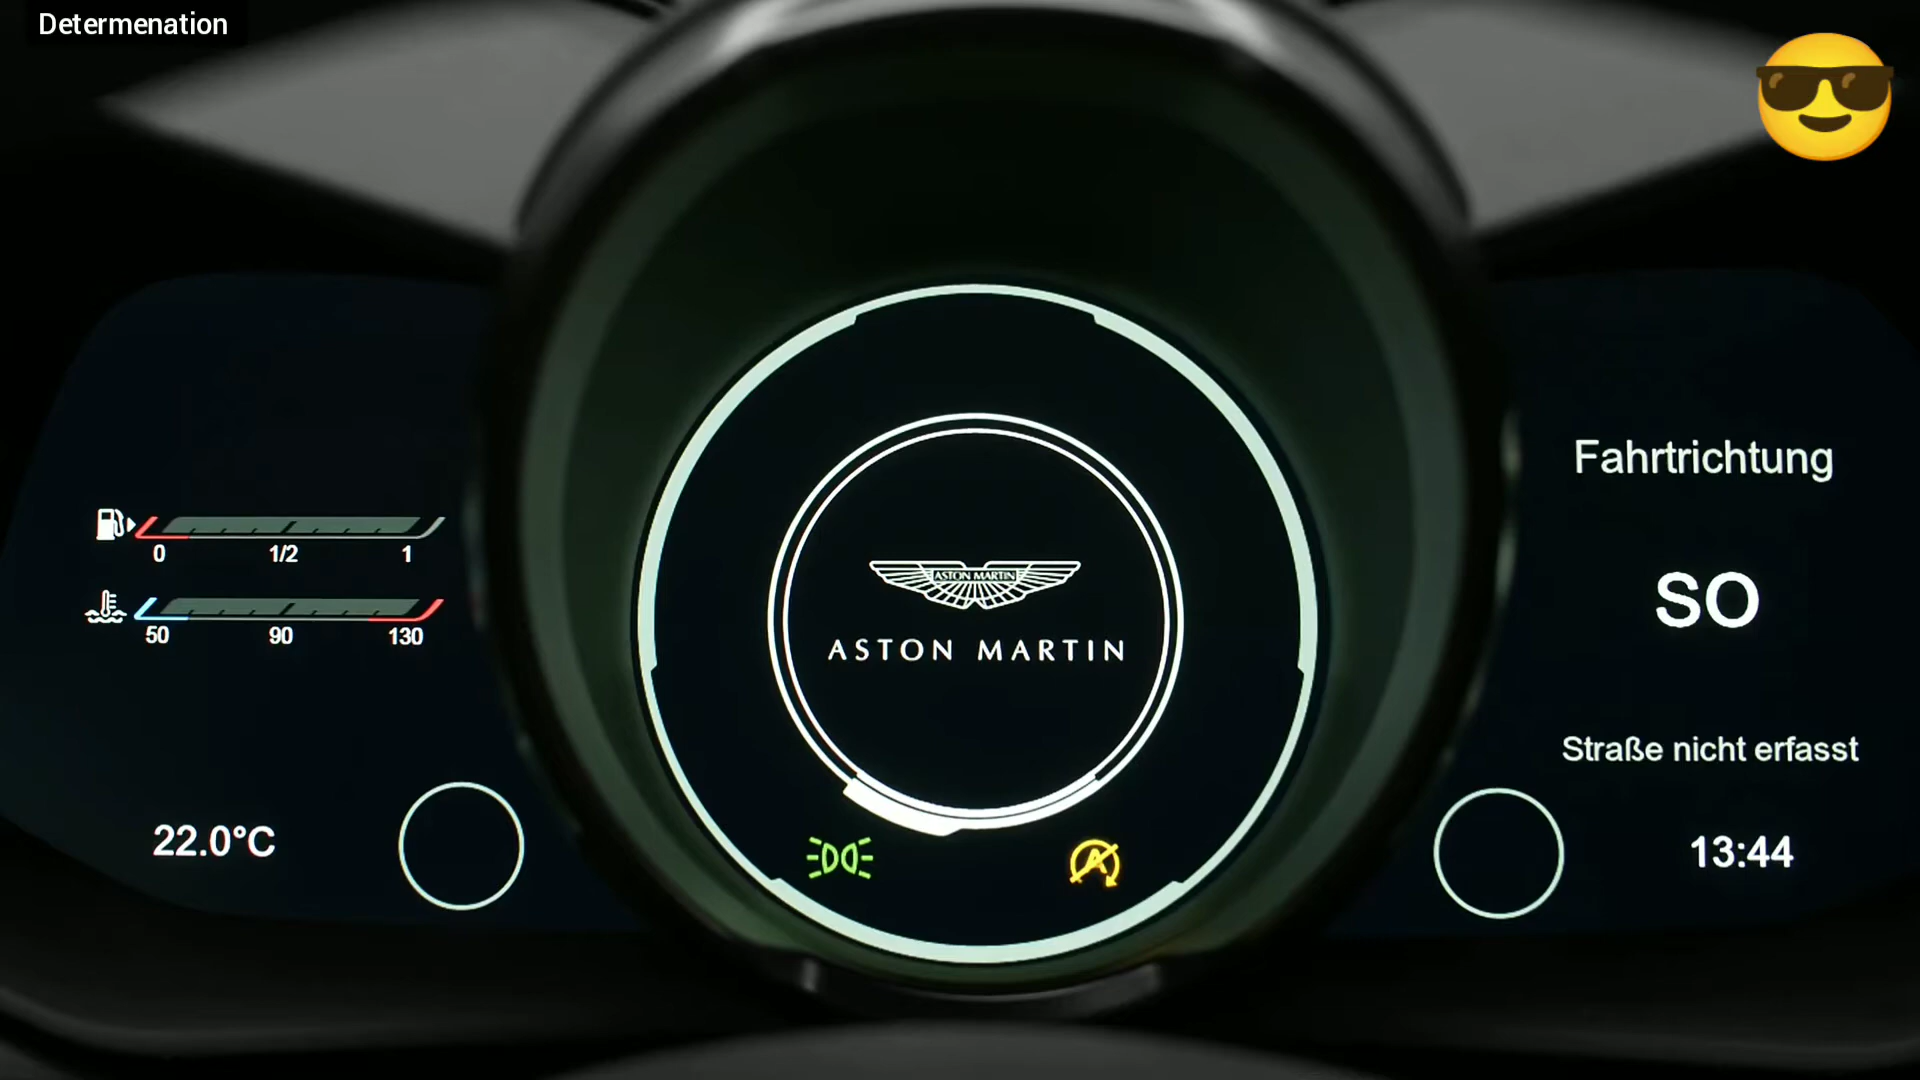 Determenation
0 1/2 1
50 90 130
22.0°C
ASTON MARTIN
ASTON MARTIN
A
Fahrtrichtung
SO
Straße nicht erfasst
13:44